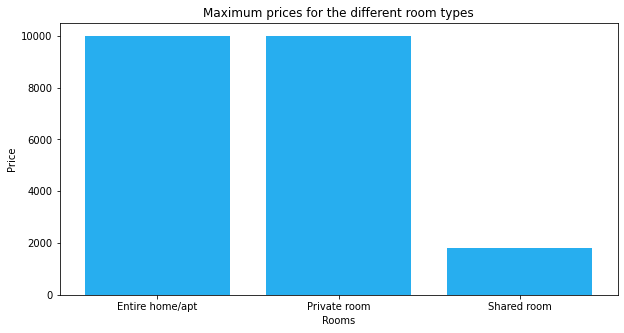 Maximum prices for the different room types
10000
8000
6000
4000
2000
0
Price
Entire home/apt
Private room
Shared room
Rooms